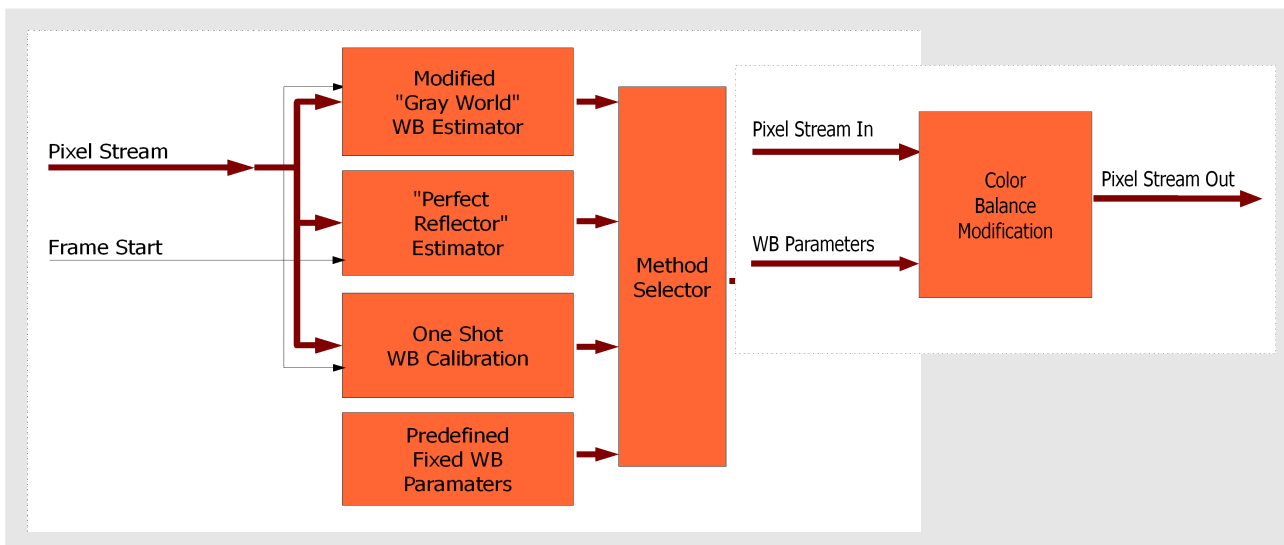 Pixel Stream
Frame Start
Modified
"Gray World"
WB Estimator
"Perfect
Reflector"
Estimator
One Shot
WB Calibration
Predefined
Fixed WB
Paramaters
Method
Selector
Pixel Stream In
WB Parameters
Color
Balance
Modification
Pixel Stream Out